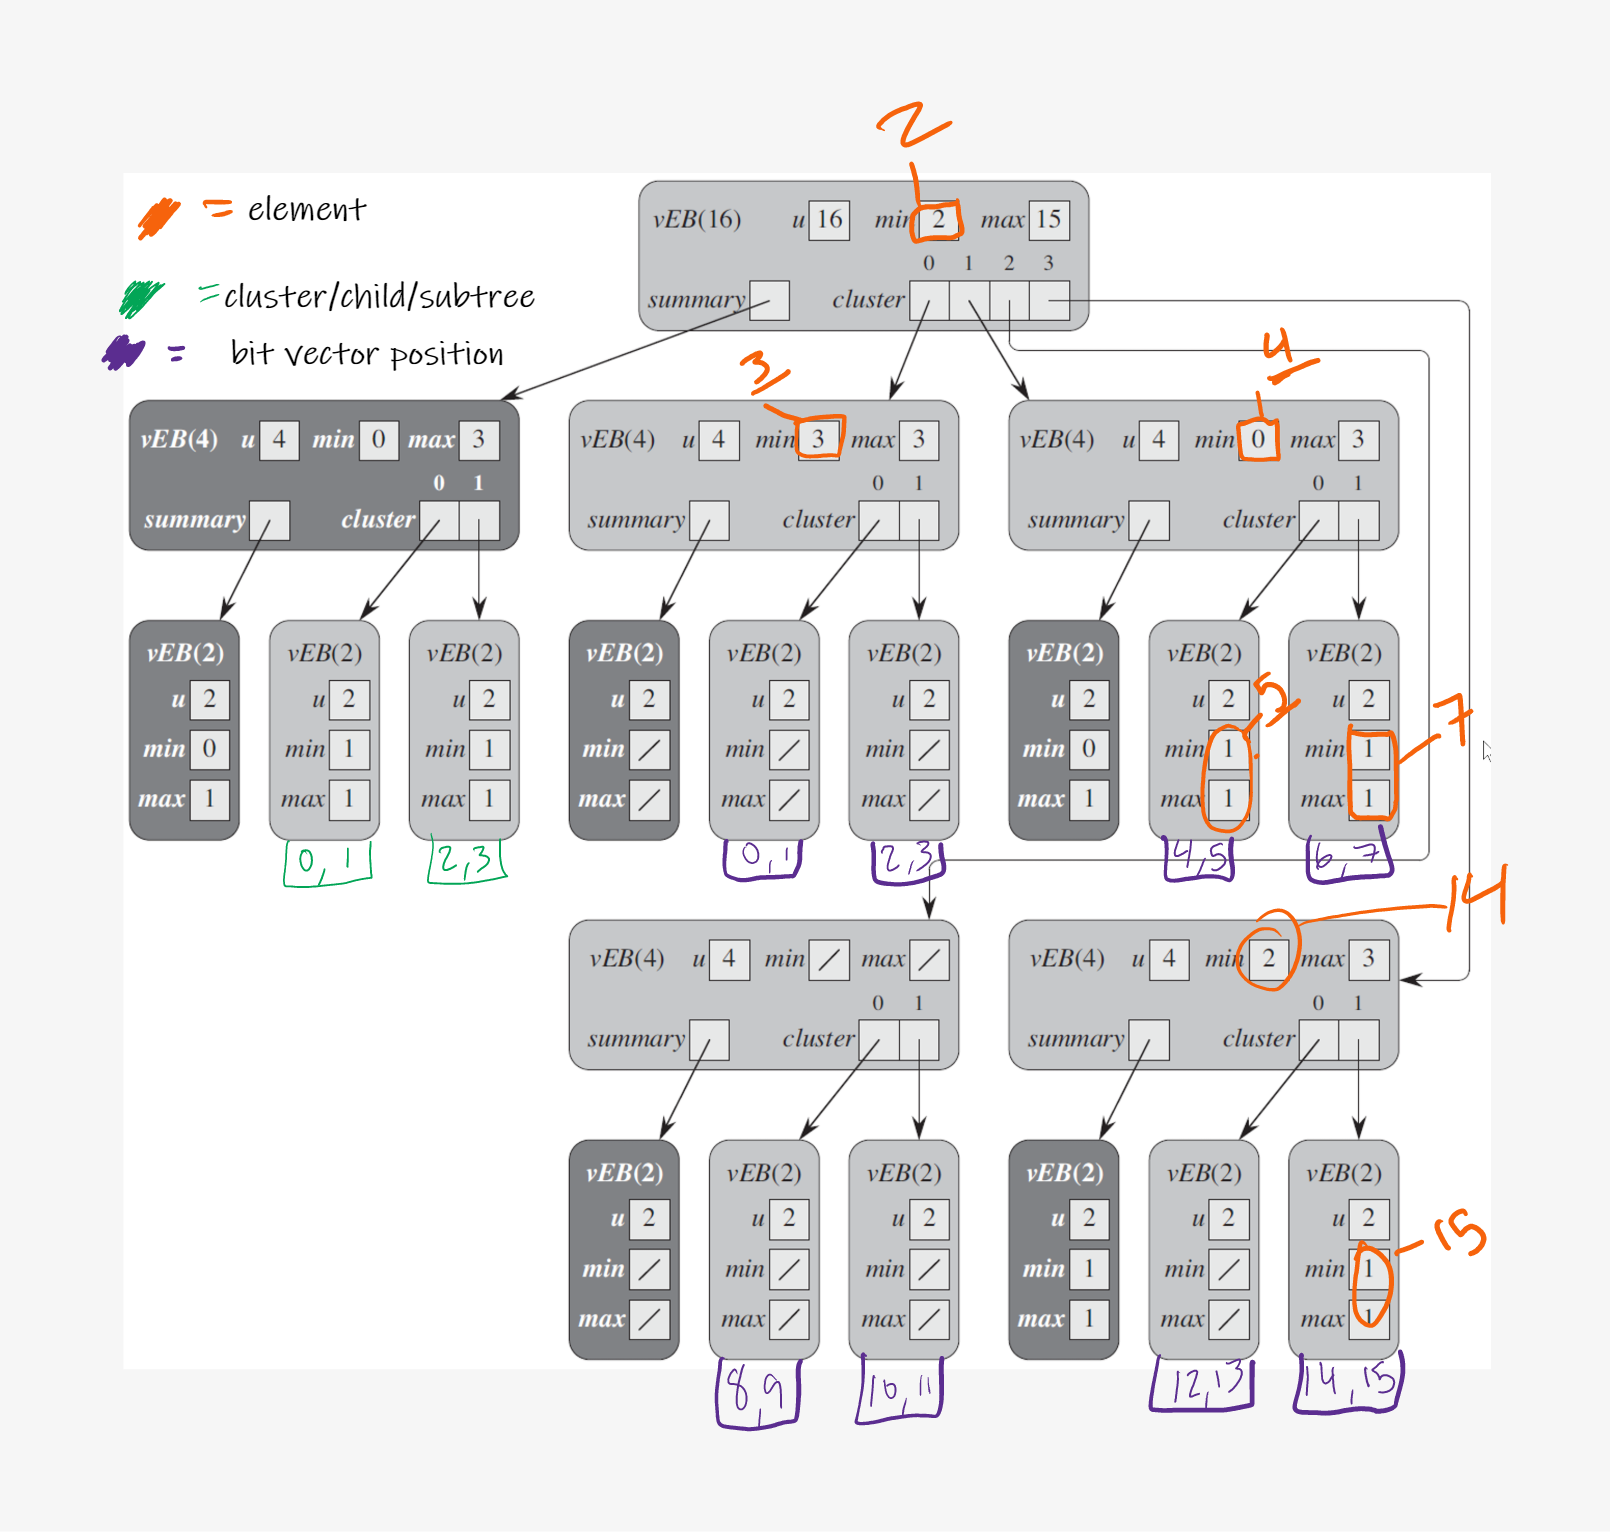 2
= element
vEB(16) u 16 min 2 max 15
0 1 2 3
summary cluster
=cluster/child/subtree
= bit vector position
3
4
vEB(4) u 4 min 0 max 3
0 1
summary cluster
vEB(4) u 4 min 3 max 3
0 1
summary cluster
vEB(4) u 4 min 0 max 3
0 1
summary cluster
vEB(2)
u 2
min 0
max 1
vEB(2)
u 2
min 1
max 1
0, 1
vEB(2)
u 2
min 1
max 1
2,3
vEB(2)
u 2
min /
max /
vEB(2)
u 2
min /
max /
0,1
vEB(2)
u 2
min /
max /
2,3
vEB(2)
u 2
min 0
max 1
vEB(2)
u 2
min 1
max 1
5
4,5
vEB(2)
u 2
min 1
max 1
7
6,7
14
vEB(4) u 4 min / max /
0 1
summary cluster
vEB(4) u 4 min 2 max 3
0 1
summary cluster
vEB(2)
u 2
min /
max /
vEB(2)
u 2
min /
max /
8,9
vEB(2)
u 2
min /
max /
10, 11
vEB(2)
u 2
min 1
max 1
vEB(2)
u 2
min /
max /
12,13
vEB(2)
u 2
min 1
max 1
15
14,15